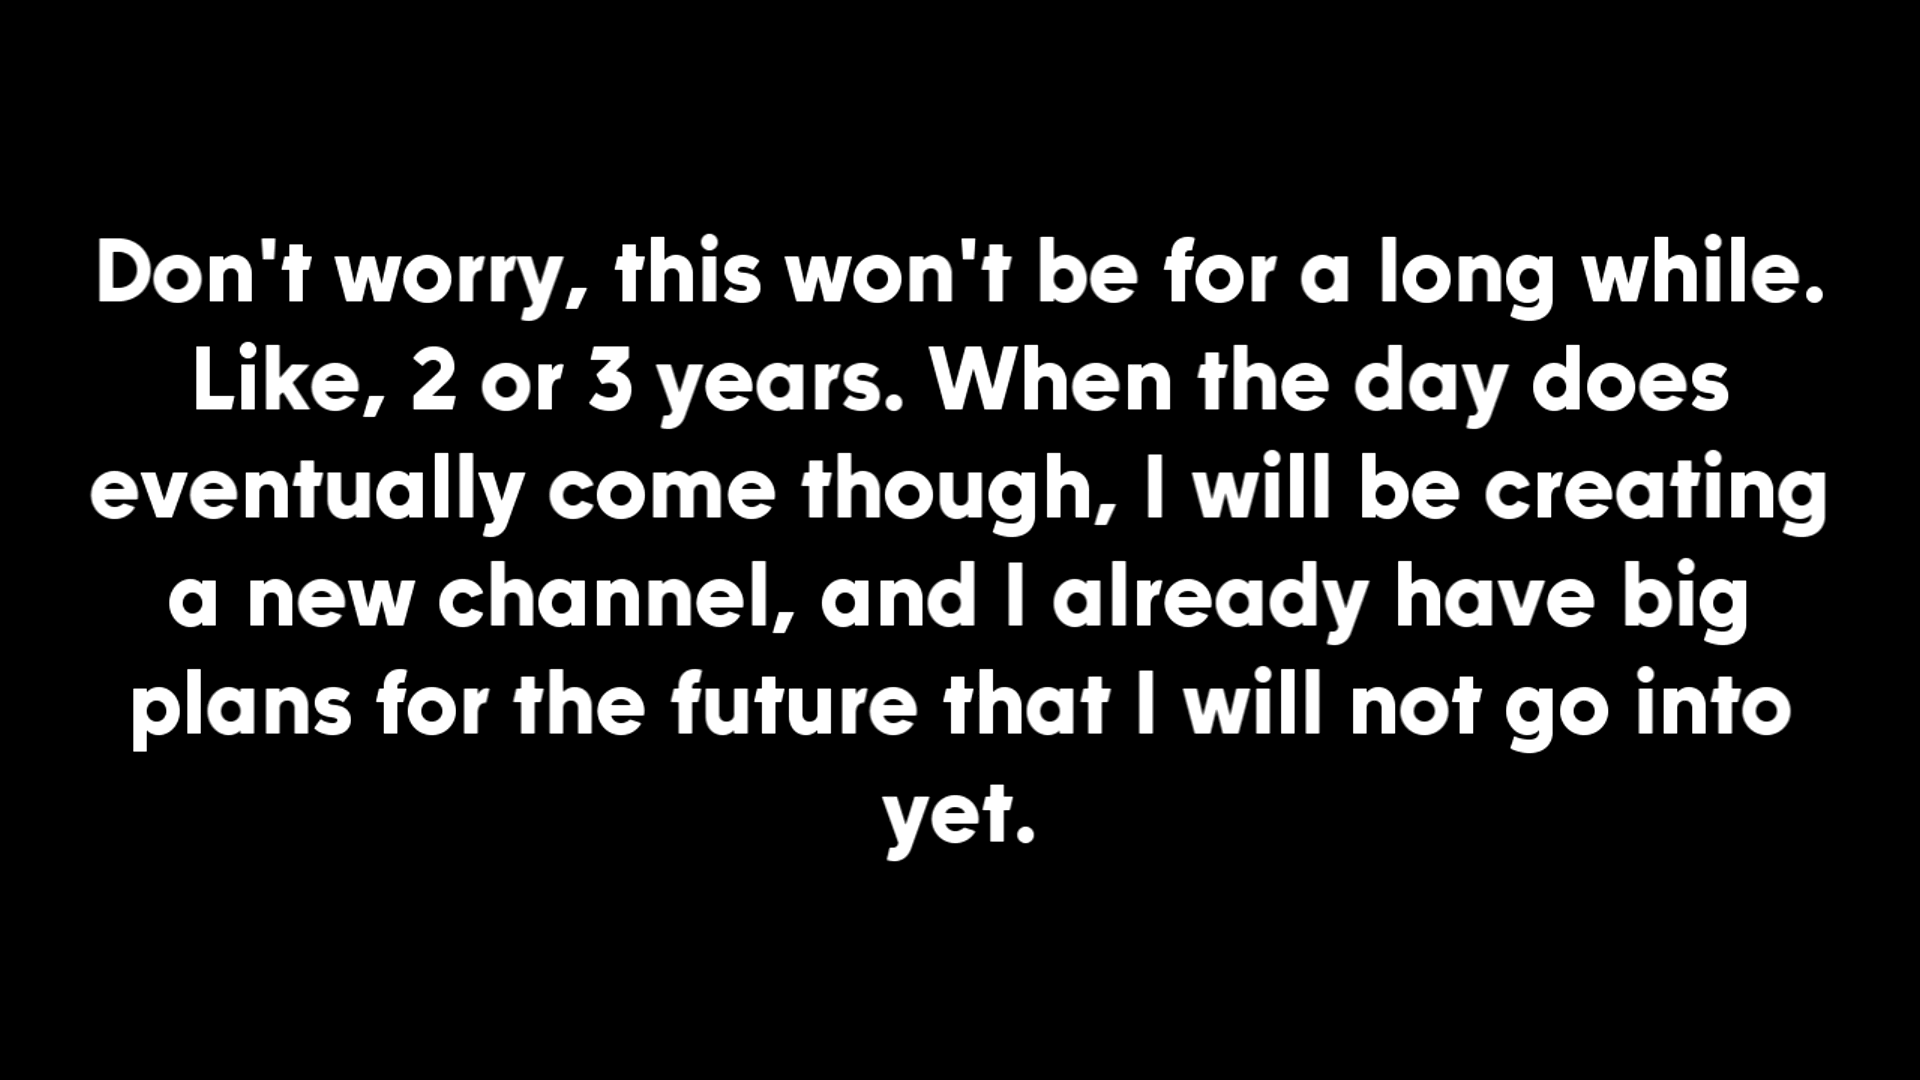 Don't worry, this won't be for a long while.
Like, 2 or 3 years. When the day does
eventually come though, I will be creating
a new channel, and I already have big
plans for the future that I will not go into
yet.